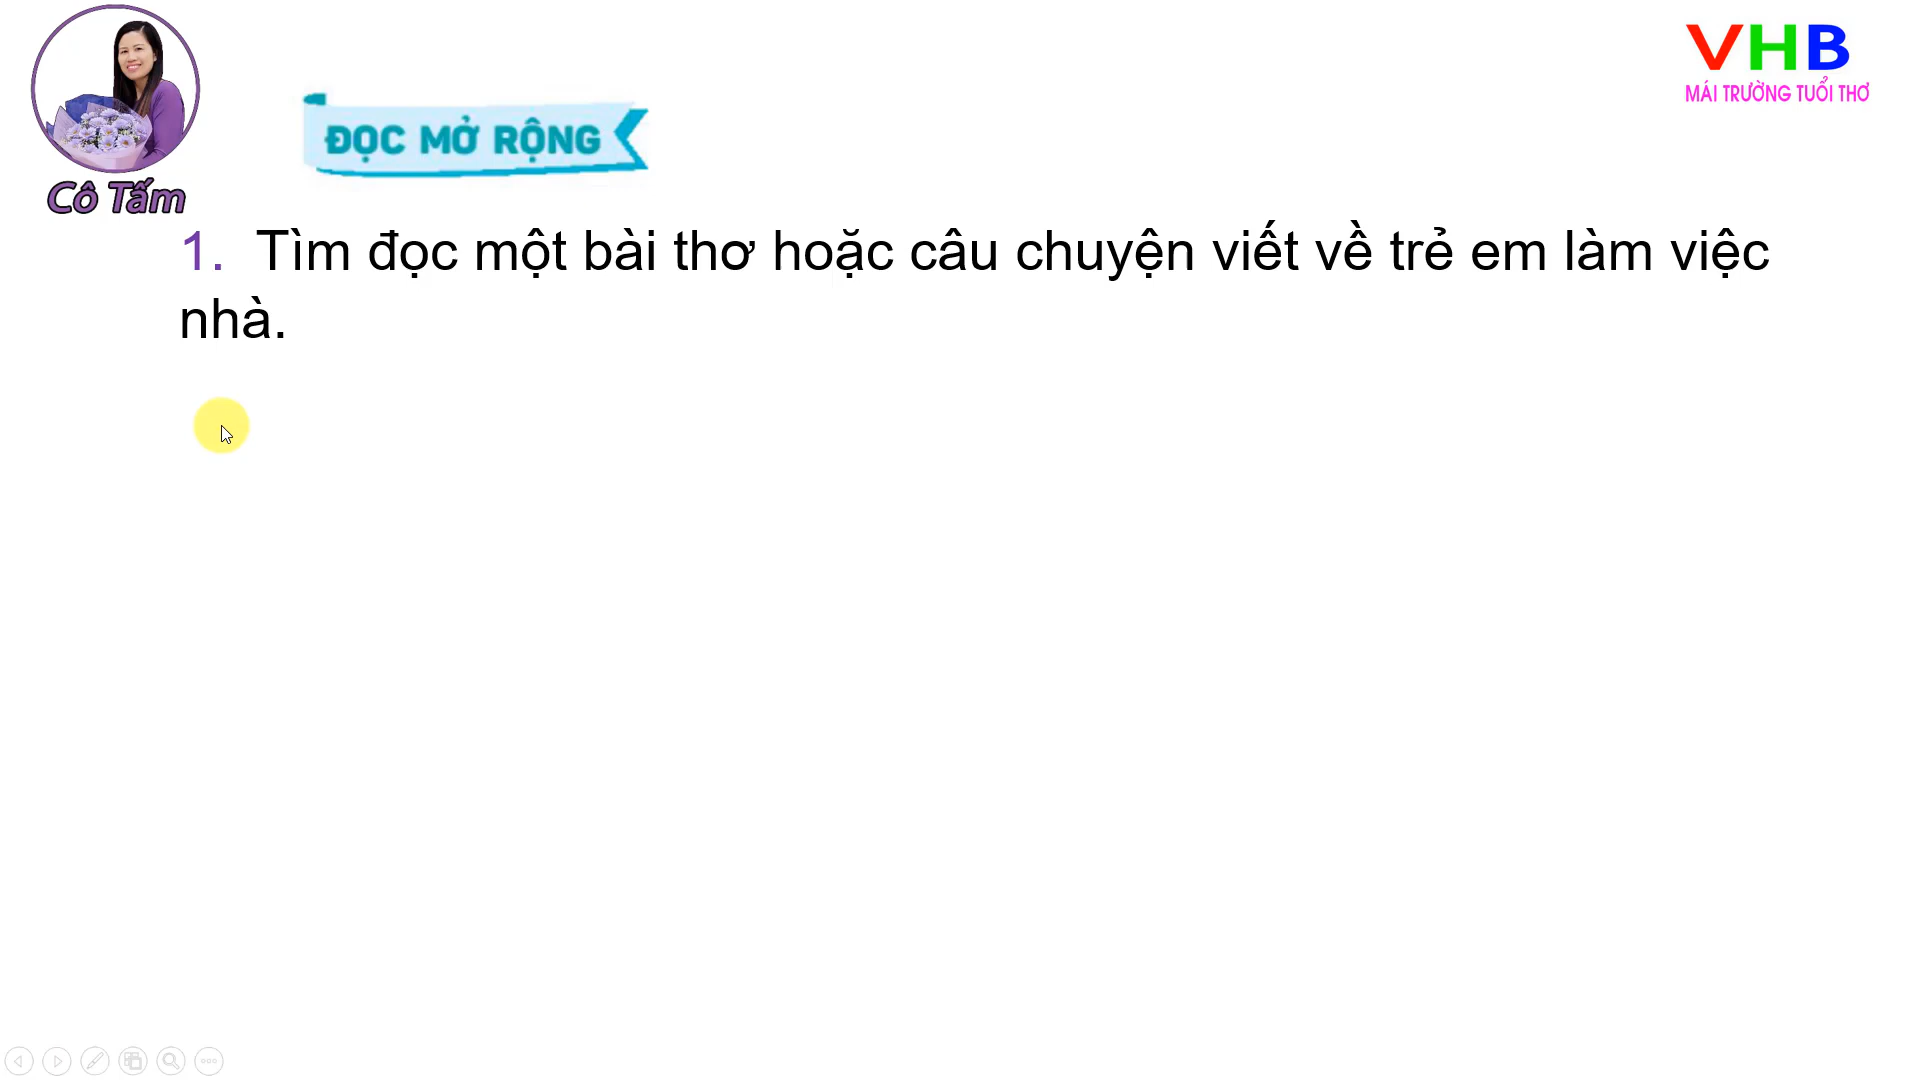 VHB
MÁI TRƯỜNG TUỔI THƠ
ĐỌC MỞ RỘNG
Cô Tấm
1. Tìm đọc một bài thơ hoặc câu chuyện viết về trẻ em làm việc
nhà.